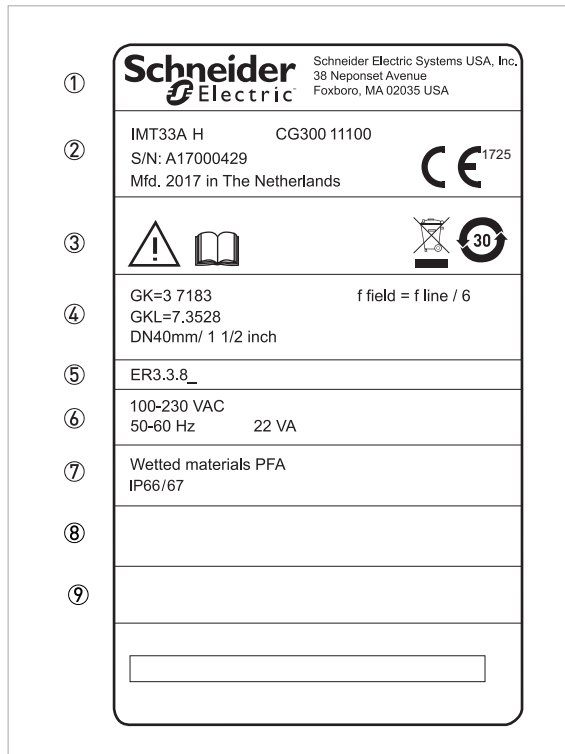 ① Schneider Electric Schneider Electric Systems USA, Inc.
38 Neponset Avenue
Foxboro, MA 02035 USA
② IMT33A H CG300 11100
S/N: A17000429 CE 1725
Mfd. 2017 in The Netherlands
③ 30
④ GK=3 7183 f field = f line / 6
GKL=7.3528
DN40mm/ 1 1/2 inch
⑤ ER3.3.8_
⑥ 100-230 VAC
50-60 Hz 22 VA
⑦ Wetted materials PFA
IP66/67
⑧
⑨